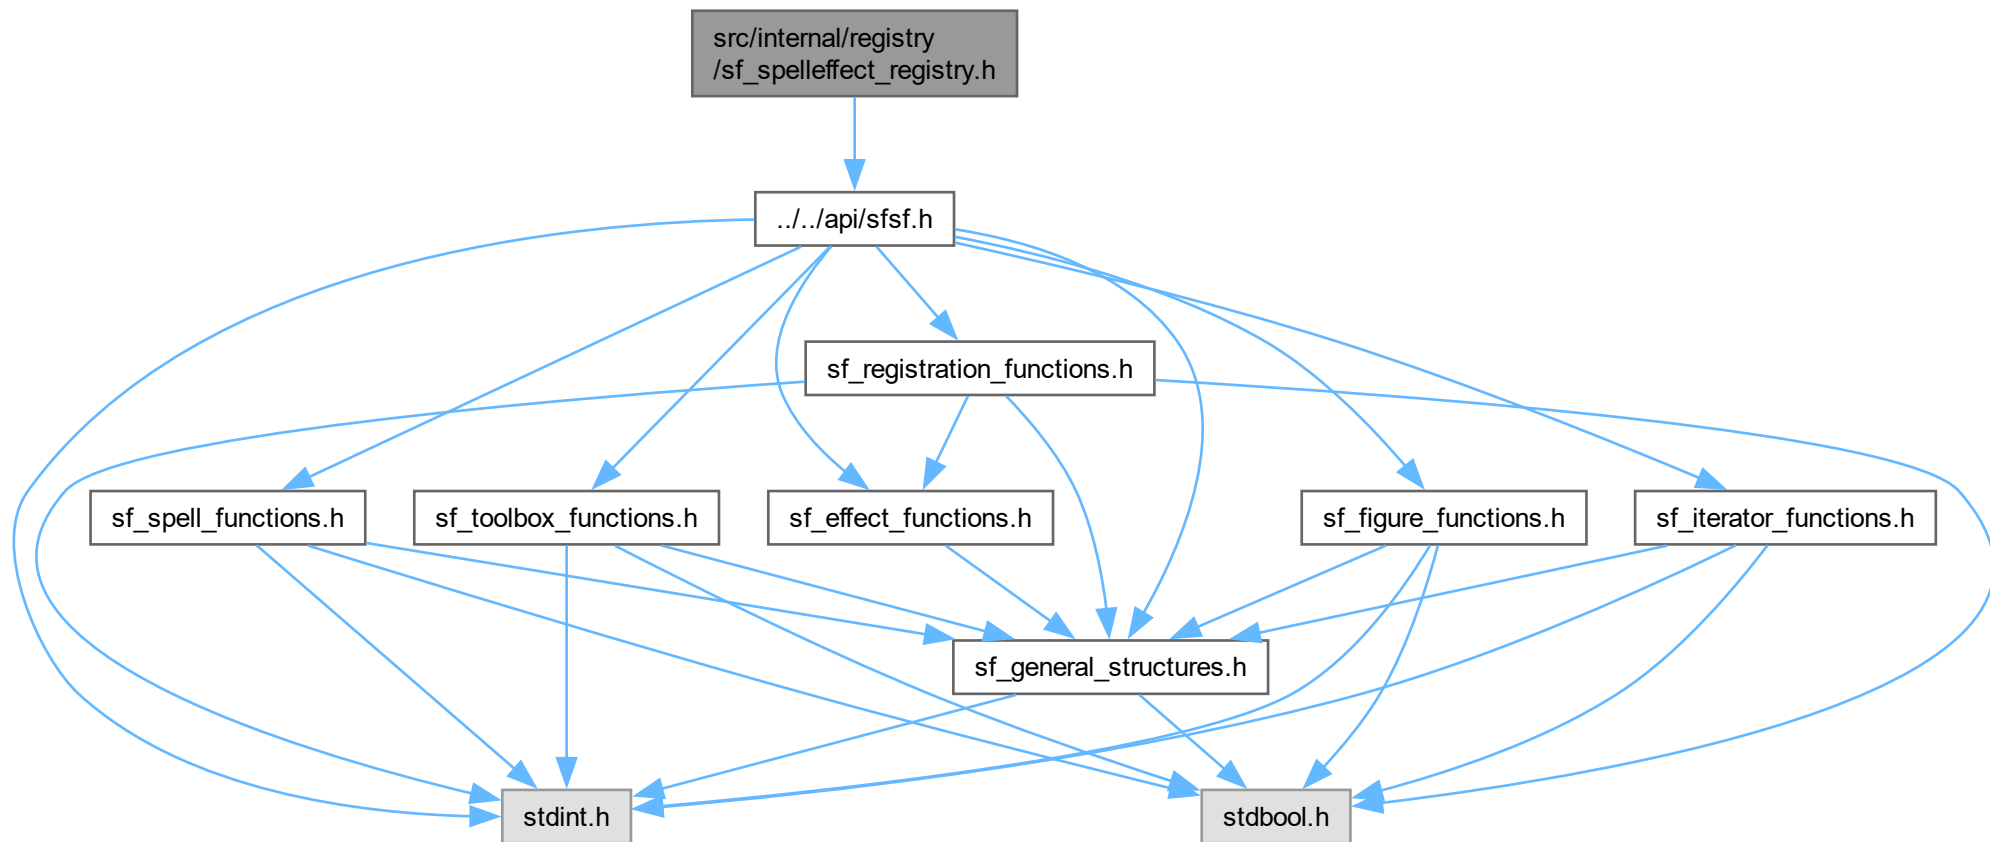 src/internal/registry
/sf_spelleffect_registry.h
../../api/sfsf.h
sf_registration_functions.h
sf_spell_functions.h
sf_toolbox_functions.h
sf_effect_functions.h
sf_figure_functions.h
sf_iterator_functions.h
sf_general_structures.h
stdint.h
stdbool.h